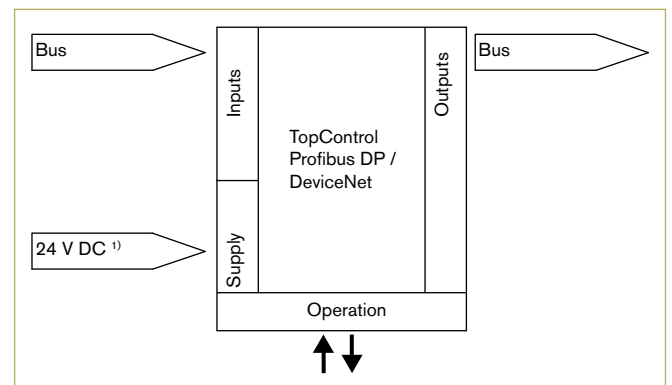 Bus
Inputs
TopControl
Profibus DP /
DeviceNet
Outputs
Bus
24 V DC 1)
Supply
Operation